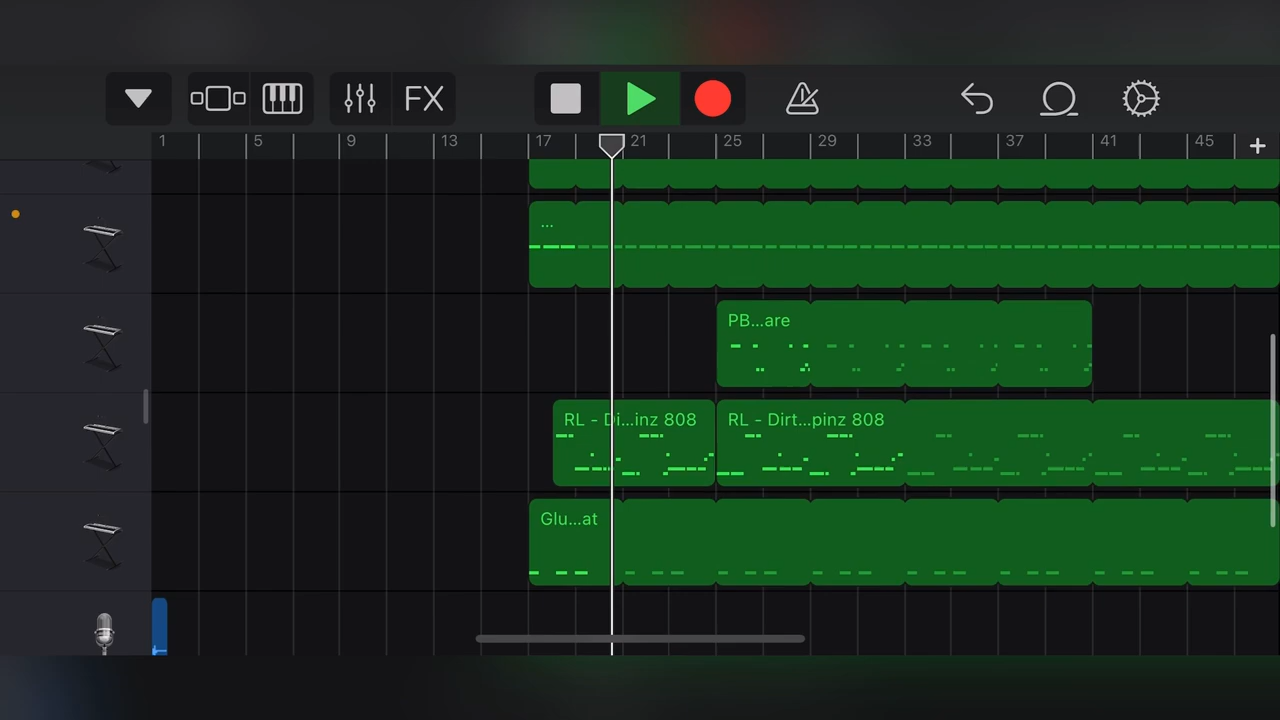 FX
1 5 9 13 17 21 25 29 33 37 41 45 +
...
PB...are
RL - Di...inz 808 RL - Dirt...pinz 808
Glu...at